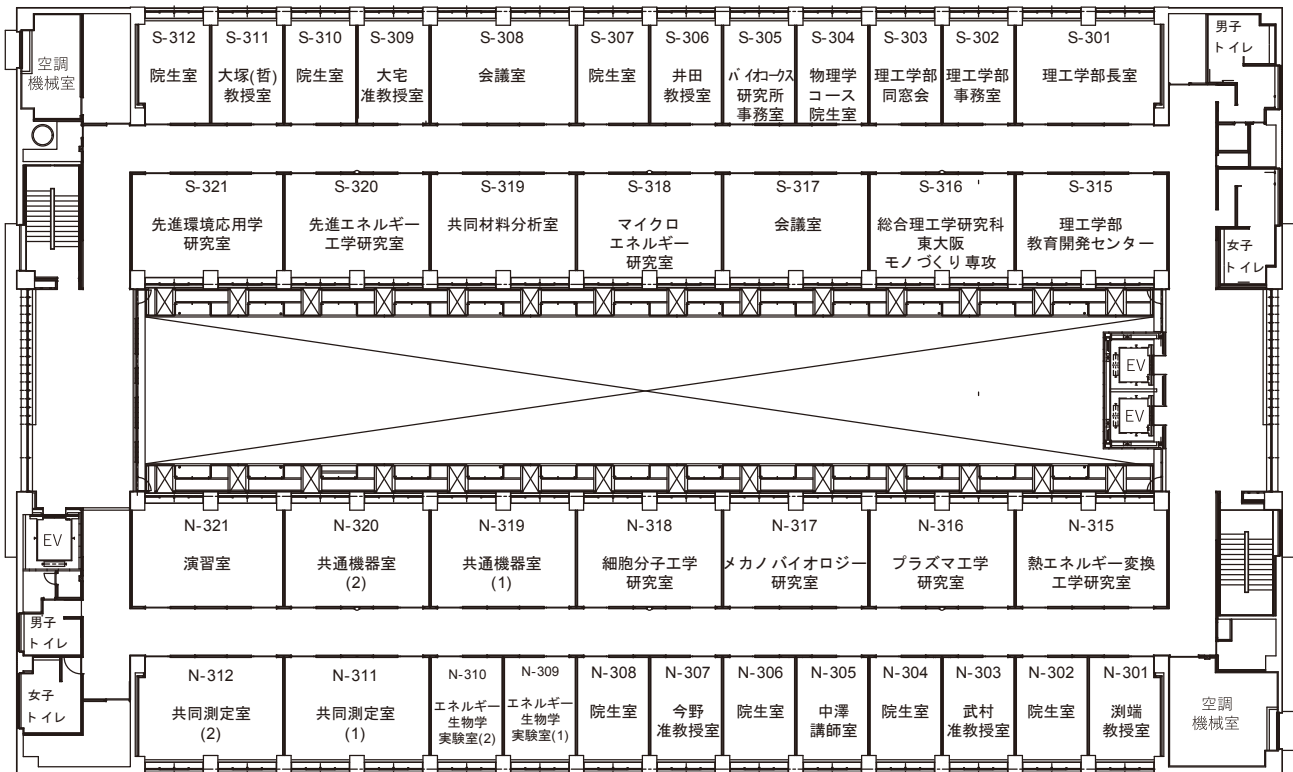 空調
機械室
S-312
院生室
S-311
大塚(哲)
教授室
S-310
院生室
S-309
大宅
准教授室
S-308
会議室
S-307
院生室
S-306
井田
教授室
S-305
バイオコークス
研究所
事務室
S-304
物理学
コース
院生室
S-303
理工学部
同窓会
S-302
理工学部
事務室
S-301
理工学部長室
男子
トイレ
S-321
先進環境応用学
研究室
S-320
先進エネルギー
工学研究室
S-319
共同材料分析室
S-318
マイクロ
エネルギー
研究室
S-317
会議室
S-316
総合理工学研究科
東大阪
モノづくり専攻
S-315
理工学部
教育開発センター
女子
トイレ
EV
EV
EV
N-321
演習室
N-320
共通機器室
(2)
N-319
共通機器室
(1)
N-318
細胞分子工学
研究室
N-317
メカノバイオロジー
研究室
N-316
プラズマ工学
研究室
N-315
熱エネルギー変換
工学研究室
男子
トイレ
女子
トイレ
N-312
共同測定室
(2)
N-311
共同測定室
(1)
N-310
エネルギー
生物学
実験室(2)
N-309
エネルギー
生物学
実験室(1)
N-308
院生室
N-307
今野
准教授室
N-306
院生室
N-305
中澤
講師室
N-304
院生室
N-303
武村
准教授室
N-302
院生室
N-301
渕端
教授室
空調
機械室